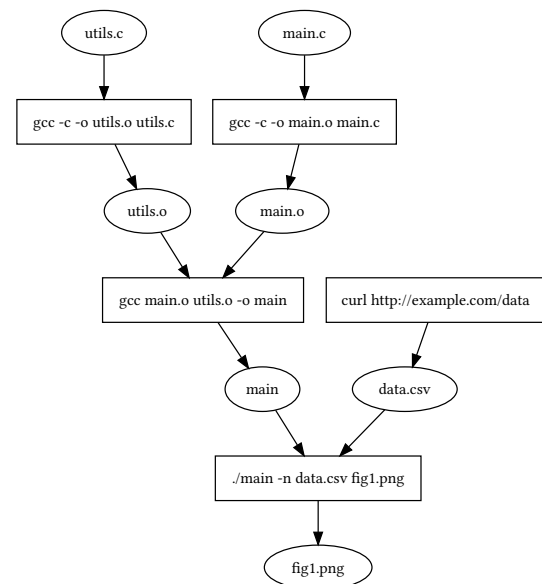 utils.c
main.c
gcc -c -o utils.o utils.c
gcc -c -o main.o main.c
utils.o
main.o
gcc main.o utils.o -o main
curl http://example.com/data
main
data.csv
./main -n data.csv fig1.png
fig1.png